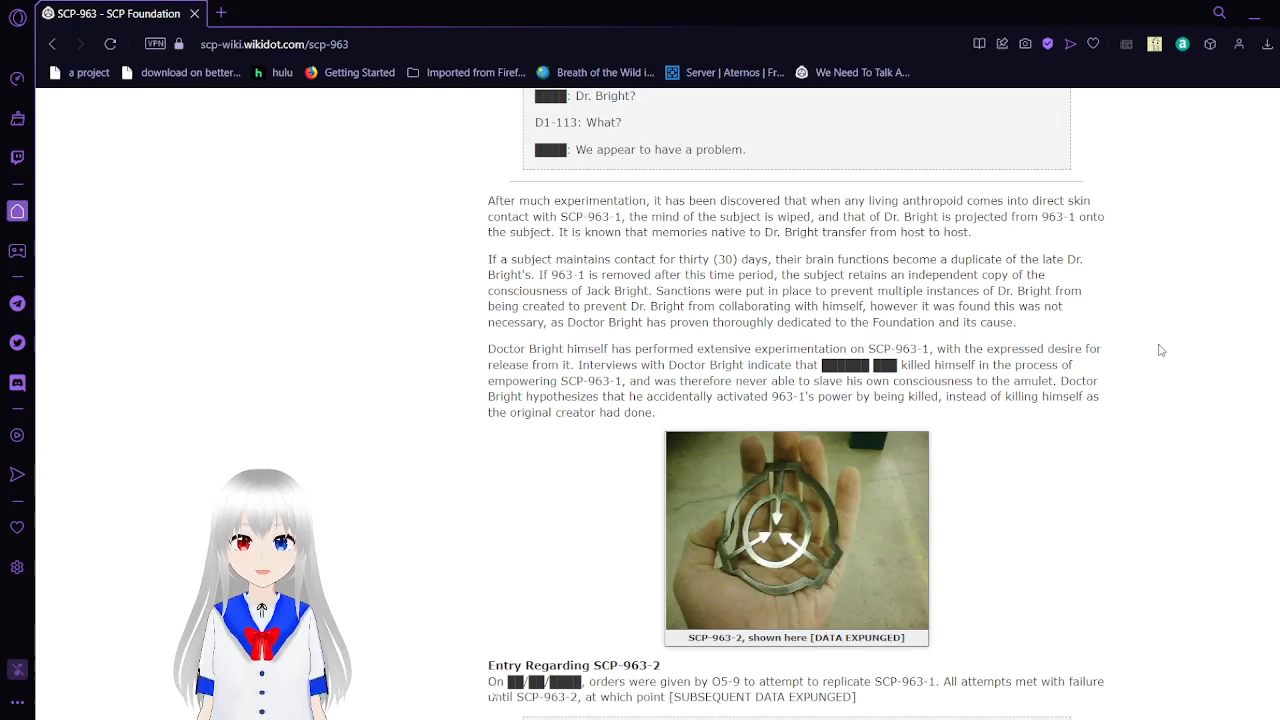 SCP-963 - SCP Foundation
VPN
scp-wiki.wikidot.com/scp-963
a project
download on better...
hulu
Getting Started
Imported from Firef...
Breath of the Wild i...
Server | Aternos | Fr...
We Need To Talk A...
████: Dr. Bright?
D1-113: What?
████: We appear to have a problem.
After much experimentation, it has been discovered that when any living anthropoid comes into direct skin
contact with SCP-963-1, the mind of the subject is wiped, and that of Dr. Bright is projected from 963-1 onto
the subject. It is known that memories native to Dr. Bright transfer from host to host.
If a subject maintains contact for thirty (30) days, their brain functions become a duplicate of the late Dr.
Bright's. If 963-1 is removed after this time period, the subject retains an independent copy of the
consciousness of Jack Bright. Sanctions were put in place to prevent multiple instances of Dr. Bright from
being created to prevent Dr. Bright from collaborating with himself, however it was found this was not
necessary, as Doctor Bright has proven thoroughly dedicated to the Foundation and its cause.
Doctor Bright himself has performed extensive experimentation on SCP-963-1, with the expressed desire for
release from it. Interviews with Doctor Bright indicate that ██████ ███ killed himself in the process of
empowering SCP-963-1, and was therefore never able to slave his own consciousness to the amulet. Doctor
Bright hypothesizes that he accidentally activated 963-1's power by being killed, instead of killing himself as
the original creator had done.
SCP-963-2, shown here [DATA EXPUNGED]
Entry Regarding SCP-963-2
On ██/██/████, orders were given by O5-9 to attempt to replicate SCP-963-1. All attempts met with failure
until SCP-963-2, at which point [SUBSEQUENT DATA EXPUNGED]